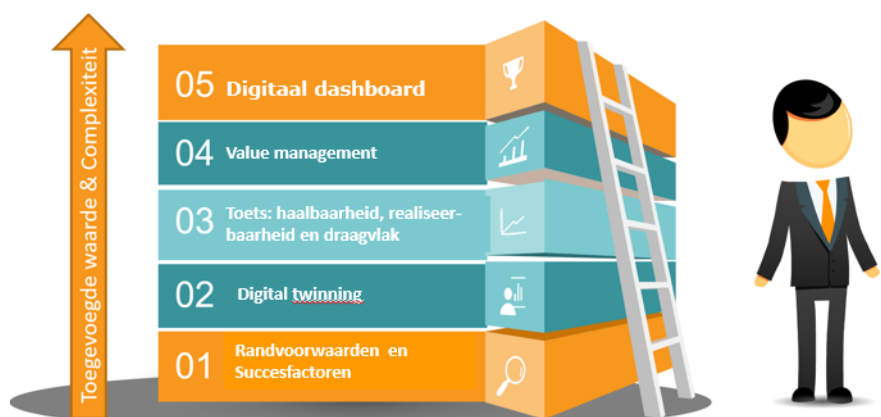 Toegevoegde waarde & Complexiteit
05 Digitaal dashboard
04 Value management
03 Toets: haalbaarheid, realiseer-
baarheid en draagvlak
02 Digital twinning
01 Randvoorwaarden en
Succesfactoren